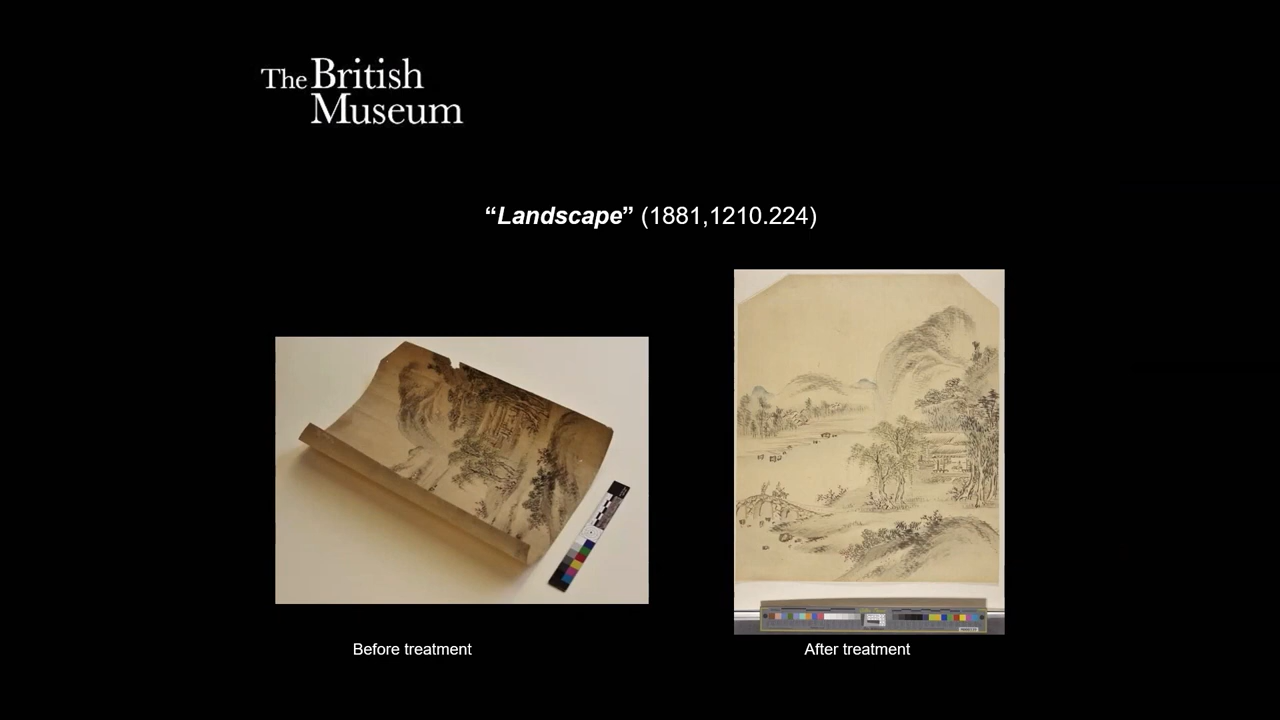 The British
Museum
“Landscape” (1881,1210.224)
Before treatment
After treatment